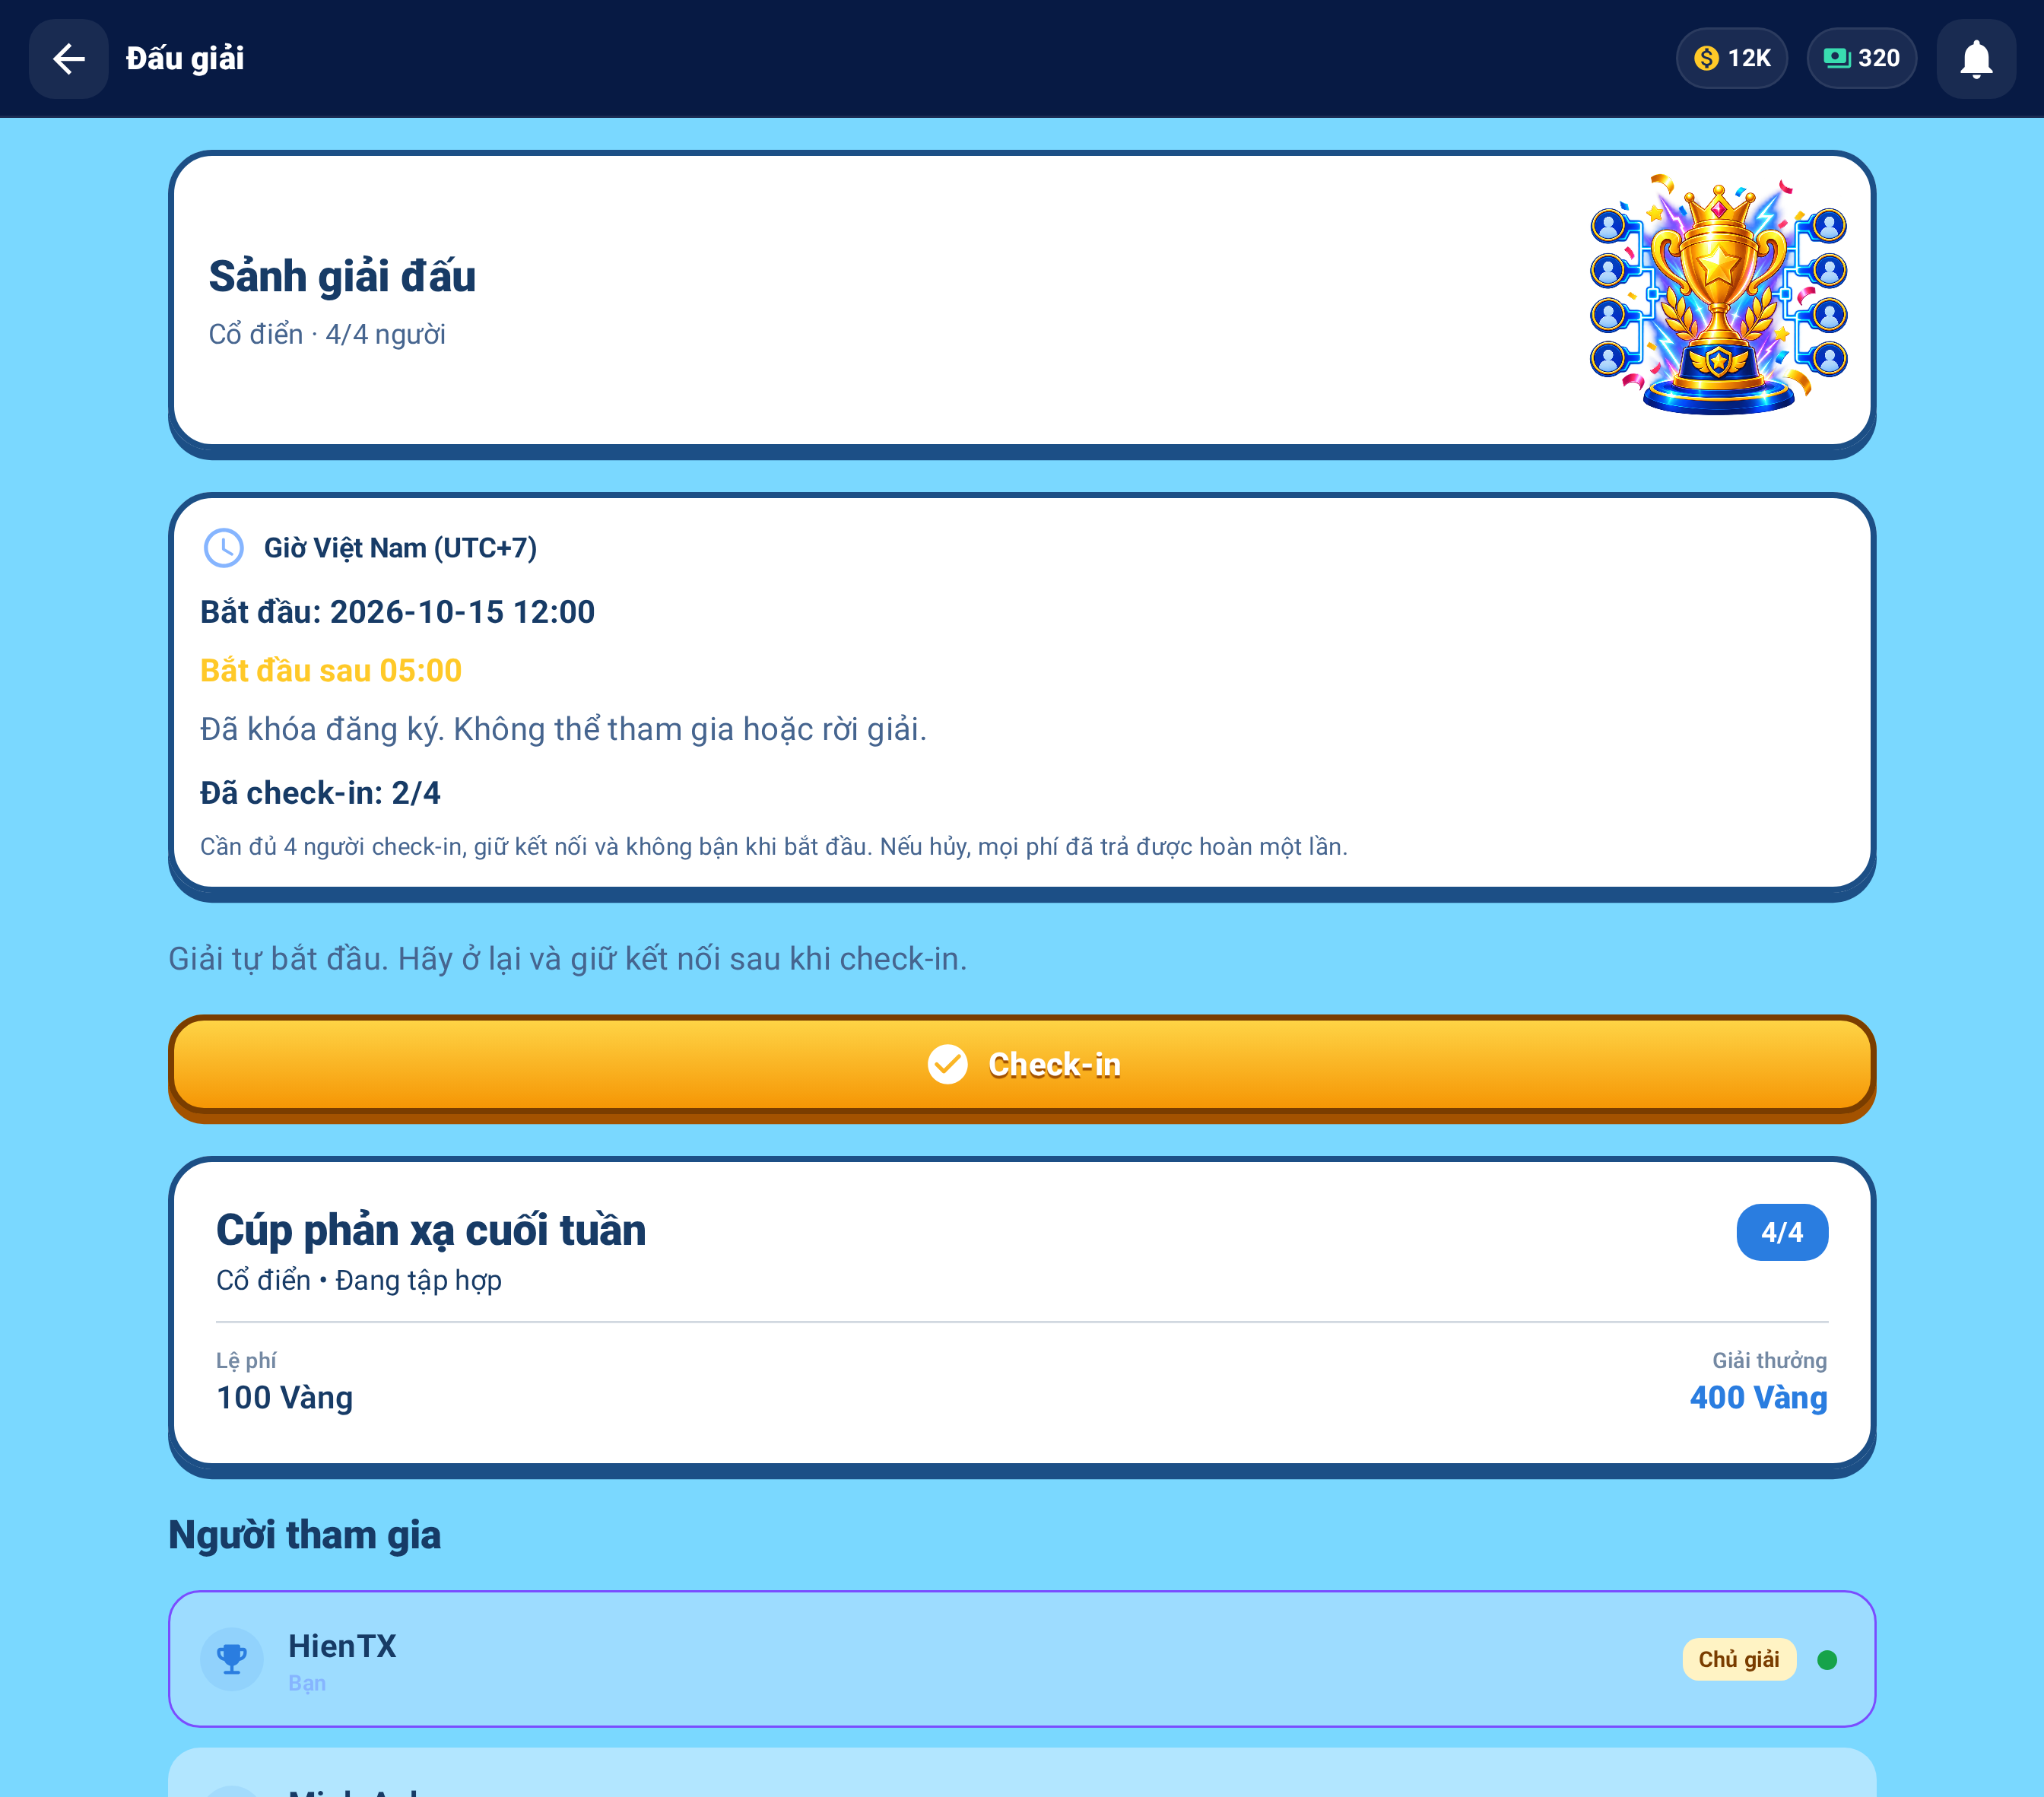 Đấu giải
12K
320
Sảnh giải đấu
Cổ điển · 4/4 người
Giờ Việt Nam (UTC+7)
Bắt đầu: 2026-10-15 12:00
Bắt đầu sau 05:00
Đã khóa đăng ký. Không thể tham gia hoặc rời giải.
Đã check-in: 2/4
Cần đủ 4 người check-in, giữ kết nối và không bận khi bắt đầu. Nếu hủy, mọi phí đã trả được hoàn một lần.
Giải tự bắt đầu. Hãy ở lại và giữ kết nối sau khi check-in.
Check-in
Cúp phản xạ cuối tuần
4/4
Cổ điển • Đang tập hợp
Lệ phí
Giải thưởng
100 Vàng
400 Vàng
Người tham gia
HienTX
Bạn
Chủ giải